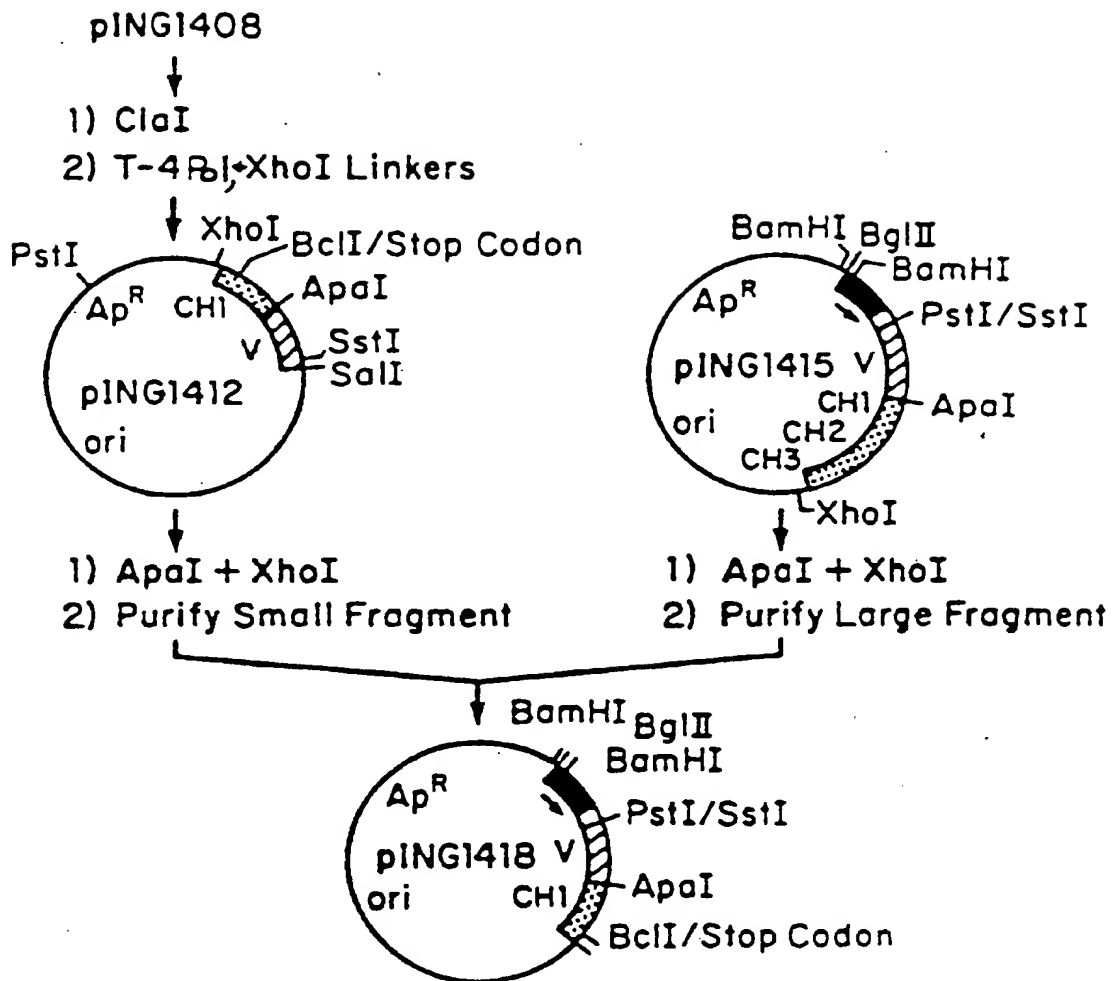 pING1408
1) ClaI
2) T-4 Pol, + XhoI Linkers
PstI
XhoI
BclI/Stop Codon
ApaI
SstI
SalI
Ap^R
CH1
V
pING1412
ori
BamHI
BglII
BamHI
PstI/SstI
ApaI
XhoI
Ap^R
pING1415 V
ori
CH1
CH2
CH3
1) ApaI + XhoI
2) Purify Small Fragment
1) ApaI + XhoI
2) Purify Large Fragment
BamHI
BglII
BamHI
PstI/SstI
ApaI
BclI/Stop Codon
Ap^R
pING1418 V
ori
CH1